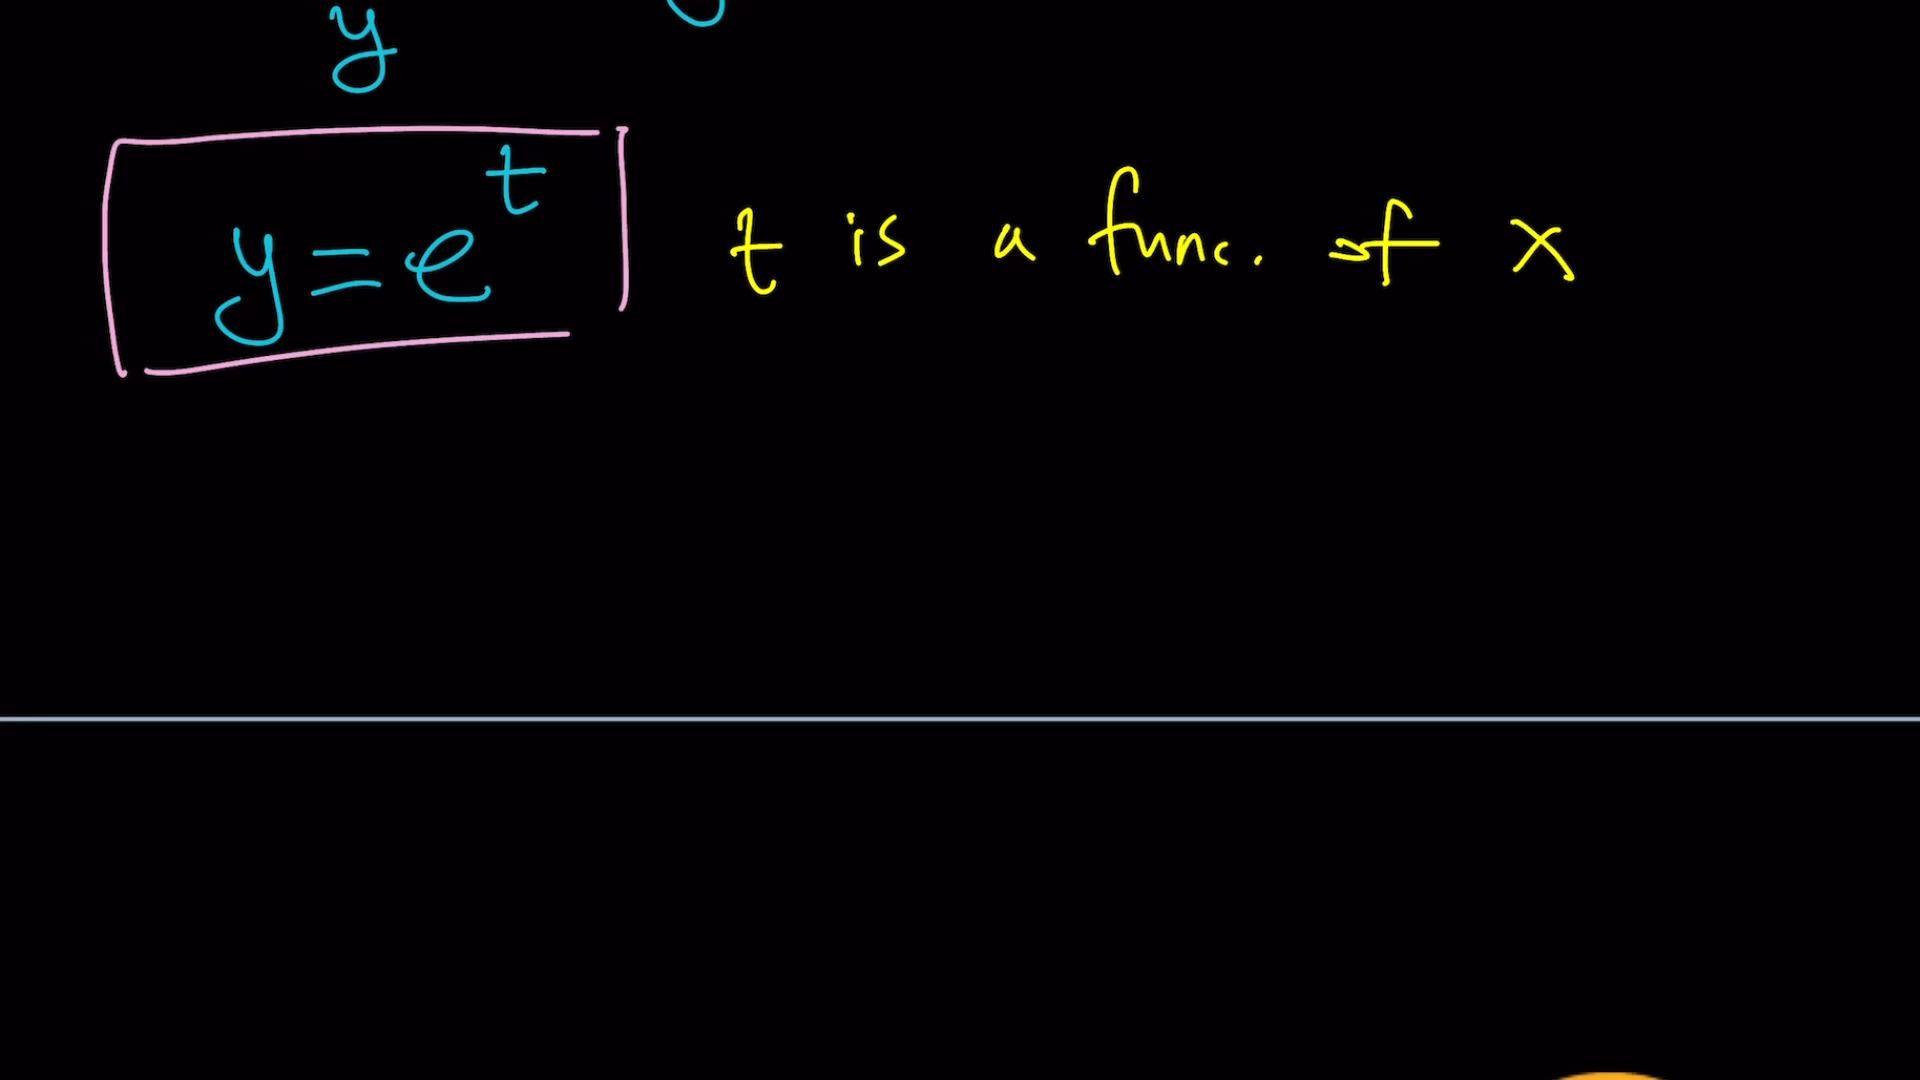 y
y = e^t t is a func. of x